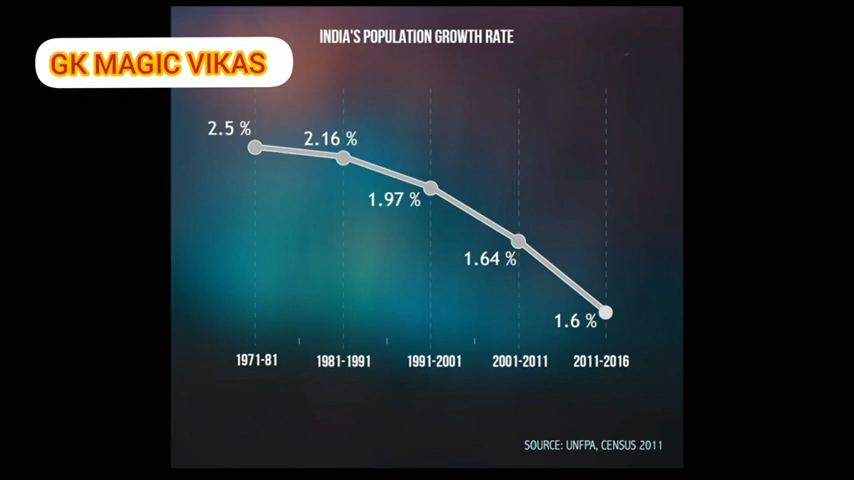 INDIA'S POPULATION GROWTH RATE
GK MAGIC VIKAS
2.5 %
2.16 %
1.97 %
1.64 %
1.6 %
1971-81 1981-1991 1991-2001 2001-2011 2011-2016
SOURCE: UNFPA, CENSUS 2011